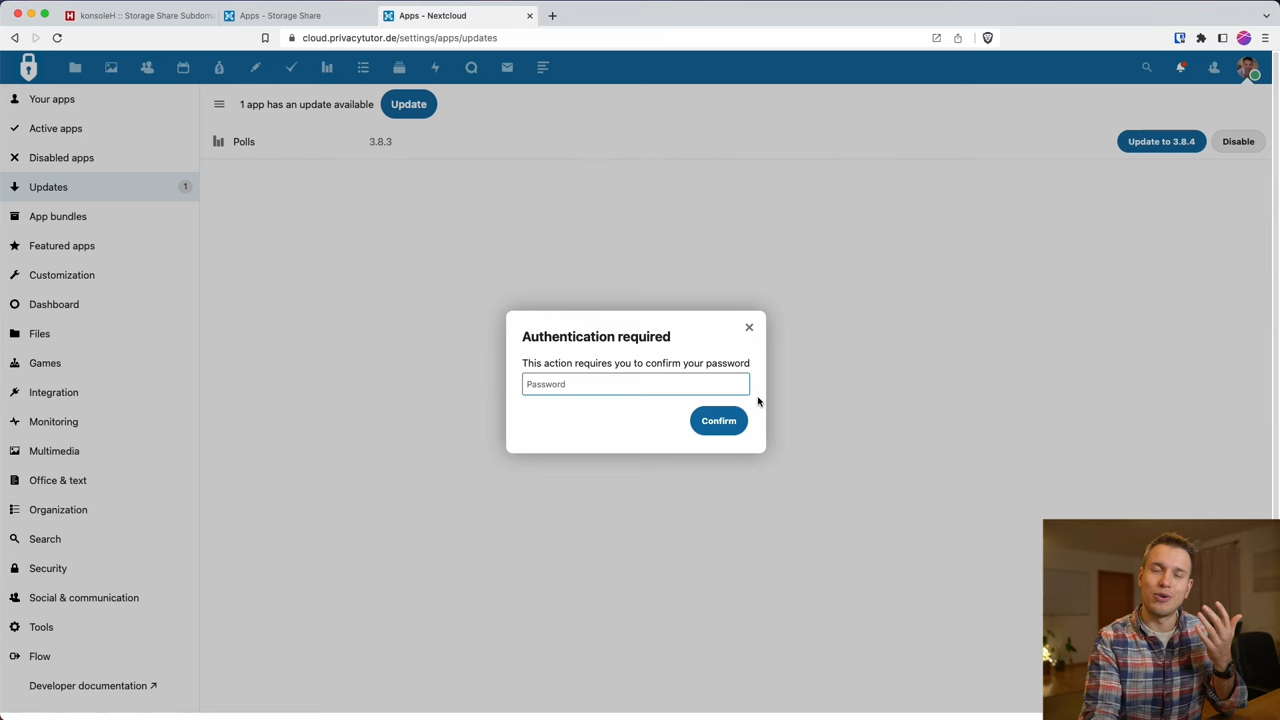 konsoleH :: Storage Share Subdom
Apps - Storage Share
Apps - Nextcloud
cloud.privacytutor.de/settings/apps/updates
Your apps
Active apps
Disabled apps
Updates
1
App bundles
Featured apps
Customization
Dashboard
Files
Games
Integration
Monitoring
Multimedia
Office & text
Organization
Search
Security
Social & communication
Tools
Flow
Developer documentation ↗
1 app has an update available
Update
Polls
3.8.3
Update to 3.8.4
Disable
Authentication required
This action requires you to confirm your password
Password
Confirm